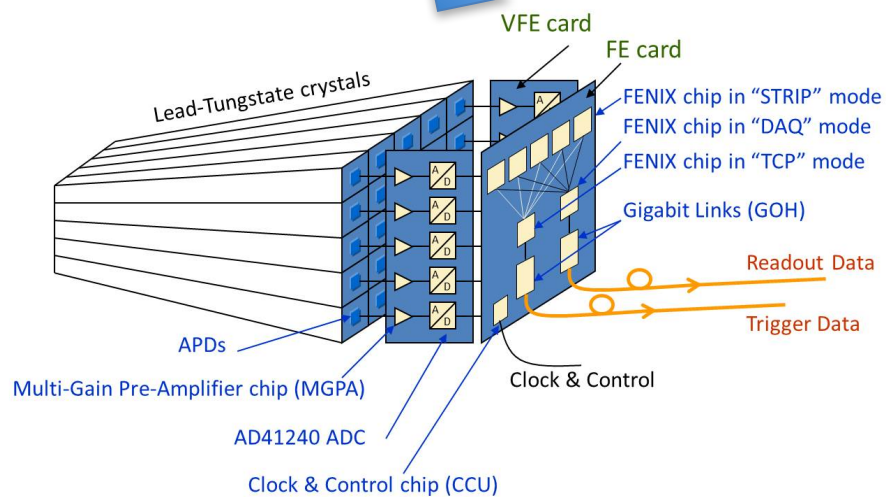 VFE card
FE card
Lead-Tungstate crystals
FENIX chip in “STRIP” mode
FENIX chip in “DAQ” mode
FENIX chip in “TCP” mode
Gigabit Links (GOH)
Readout Data
Trigger Data
A
A
D
A
D
A
D
A
D
A
D
APDs
Clock & Control
Multi-Gain Pre-Amplifier chip (MGPA)
AD41240 ADC
Clock & Control chip (CCU)